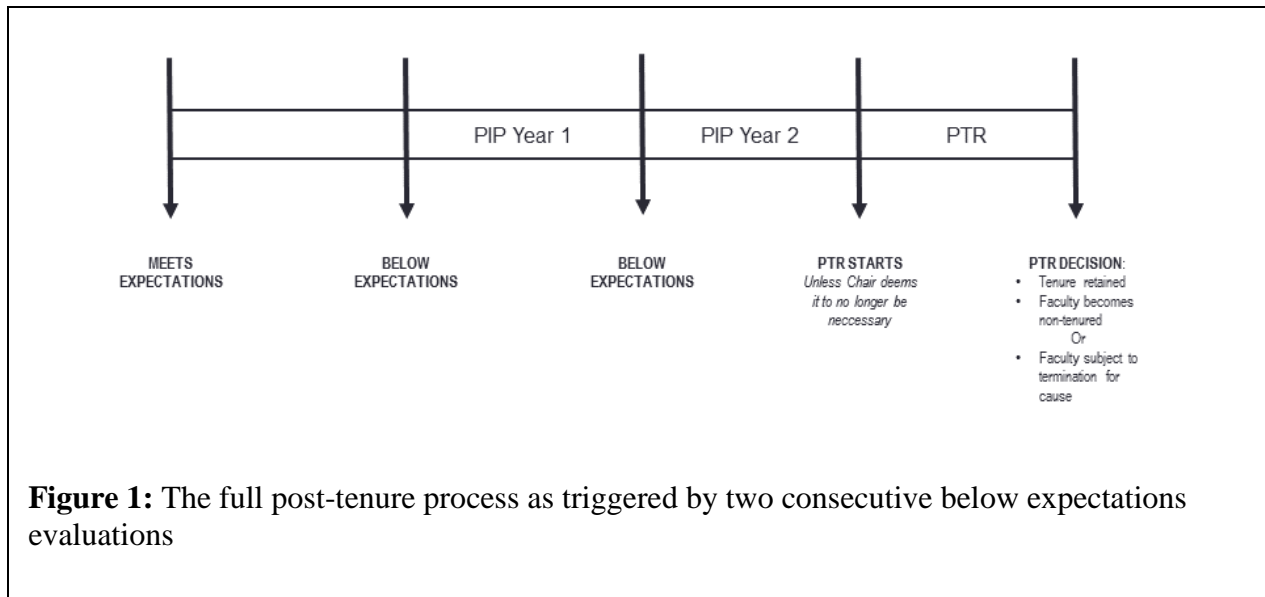 PIP Year 1
PIP Year 2
PTR
MEETS
EXPECTATIONS
BELOW
EXPECTATIONS
BELOW
EXPECTATIONS
PTR STARTS
Unless Chair deems
it to no longer be
neccessary
PTR DECISION:
• Tenure retained
• Faculty becomes
non-tenured
Or
• Faculty subject to
termination for
cause
Figure 1: The full post-tenure process as triggered by two consecutive below expectations
evaluations